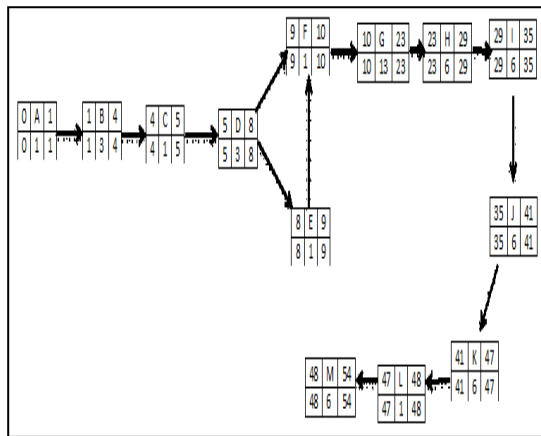 0 A 1
0 1 1
1 B 4
1 3 4
4 C 5
4 1 5
5 D 8
5 3 8
9 F 10
9 1 10
8 E 9
8 1 9
10 G 23
10 13 23
23 H 29
23 6 29
29 I 35
29 6 35
35 J 41
35 6 41
41 K 47
41 6 47
47 L 48
47 1 48
48 M 54
48 6 54